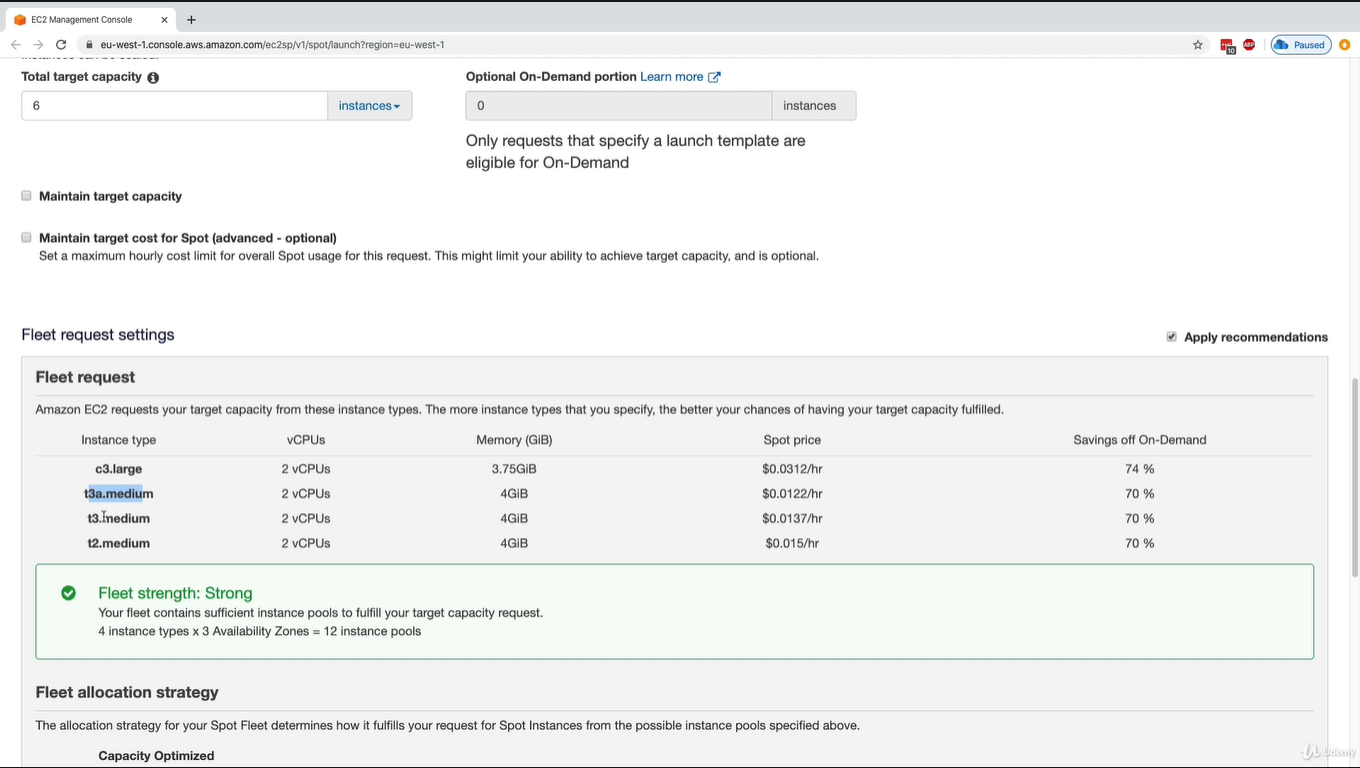 EC2 Management Console
eu-west-1.console.aws.amazon.com/ec2sp/v1/spot/launch?region=eu-west-1
10
ABP
Paused
Total target capacity
Optional On-Demand portion Learn more
6 instances
0 instances
Only requests that specify a launch template are
eligible for On-Demand
Maintain target capacity
Maintain target cost for Spot (advanced - optional)
Set a maximum hourly cost limit for overall Spot usage for this request. This might limit your ability to achieve target capacity, and is optional.
Fleet request settings
Apply recommendations
Fleet request
Amazon EC2 requests your target capacity from these instance types. The more instance types that you specify, the better your chances of having your target capacity fulfilled.
Instance type vCPUs Memory (GiB) Spot price Savings off On-Demand
c3.large 2 vCPUs 3.75GiB $0.0312/hr 74 %
t3a.medium 2 vCPUs 4GiB $0.0122/hr 70 %
t3.medium 2 vCPUs 4GiB $0.0137/hr 70 %
t2.medium 2 vCPUs 4GiB $0.015/hr 70 %
Fleet strength: Strong
Your fleet contains sufficient instance pools to fulfill your target capacity request.
4 instance types x 3 Availability Zones = 12 instance pools
Fleet allocation strategy
The allocation strategy for your Spot Fleet determines how it fulfills your request for Spot Instances from the possible instance pools specified above.
Capacity Optimized
Udemy